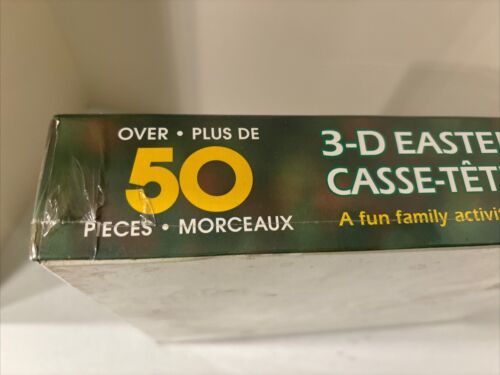 OVER • PLUS DE
50
PIECES • MORCEAUX
3-D EASTE
CASSE-TÊT
A fun family activi